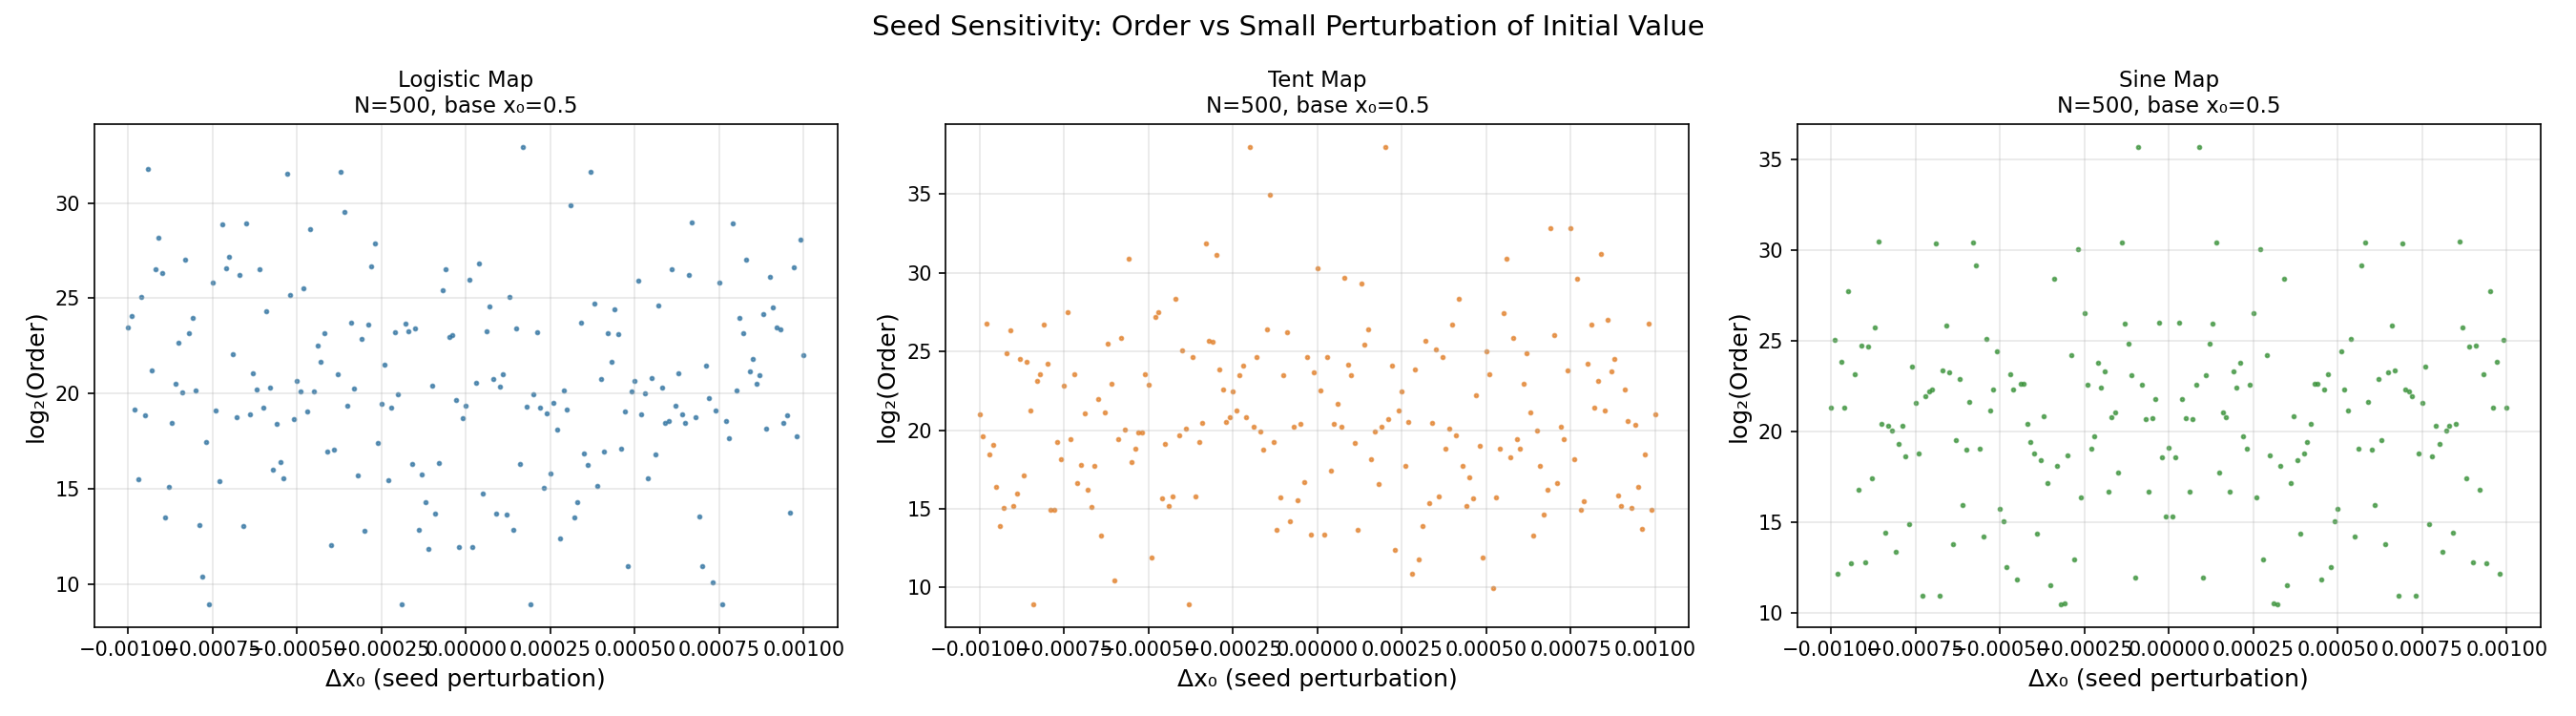 Seed Sensitivity: Order vs Small Perturbation of Initial Value
Logistic Map
N=500, base x₀=0.5
log₂(Order)
30
25
20
15
10
−0.00100 −0.00075 −0.00050 −0.00025 0.00000 0.00025 0.00050 0.00075 0.00100
Δx₀ (seed perturbation)
Tent Map
N=500, base x₀=0.5
log₂(Order)
35
30
25
20
15
10
−0.00100 −0.00075 −0.00050 −0.00025 0.00000 0.00025 0.00050 0.00075 0.00100
Δx₀ (seed perturbation)
Sine Map
N=500, base x₀=0.5
log₂(Order)
35
30
25
20
15
10
−0.00100 −0.00075 −0.00050 −0.00025 0.00000 0.00025 0.00050 0.00075 0.00100
Δx₀ (seed perturbation)